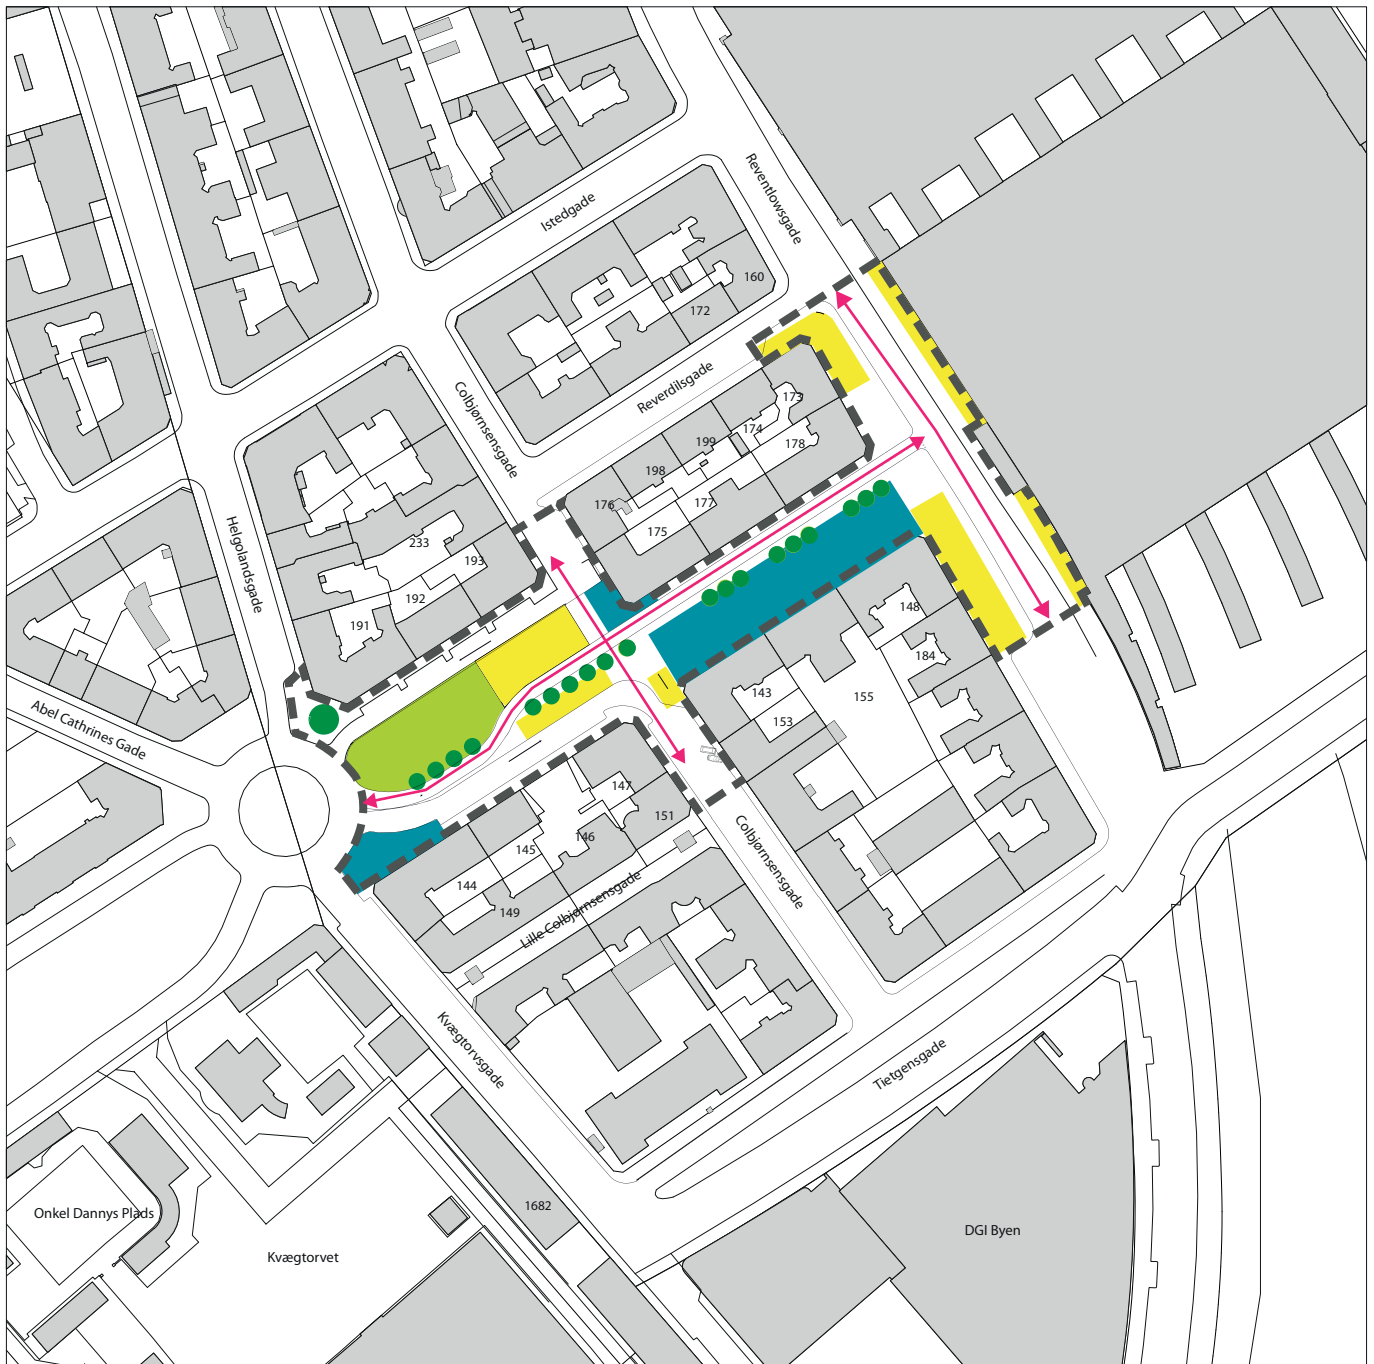 Istedgade
Reventlowsgade
160
172
Reverdilsgade
Colbjørnsensgade
173
174
178
199
198
177
176
175
Helgolandsgade
233
193
192
191
148
184
143
153
155
Abel Cathrines Gade
147
151
146
145
144
149
Lille Colbjørnsensgade
Colbjørnsensgade
Kvægtorvsgade
Tietgensgade
1682
Onkel Dannys Plads
Kvægtorvet
DGI Byen